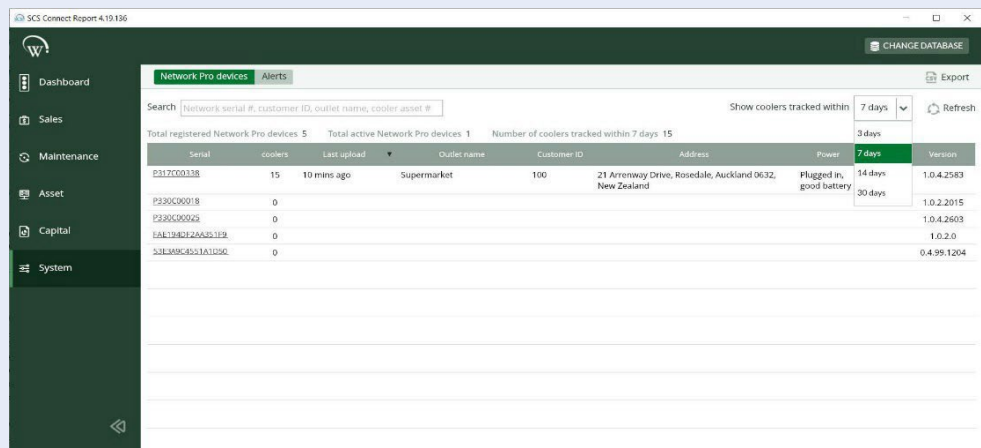 SCS Connect Report 4.19.136
W
CHANGE DATABASE
Dashboard
Sales
Maintenance
Asset
Capital
System
Network Pro devices Alerts
CSV Export
Search Network serial #, customer ID, outlet name, cooler asset #
Show coolers tracked within 7 days Refresh
3 days
7 days
14 days
30 days
Total registered Network Pro devices 5 Total active Network Pro devices 1 Number of coolers tracked within 7 days 15
Serial coolers Last upload Outlet name Customer ID Address Power Version
P317C00338 15 10 mins ago Supermarket 100 21 Arrenway Drive, Rosedale, Auckland 0632, Plugged in, 1.0.4.2583
New Zealand good battery
P330C00018 0 1.0.2.2015
P330C00025 0 1.0.4.2603
FAE194DF2AA351F9 0 1.0.2.0
53E3A9C4551A1D50 0 0.4.99.1204